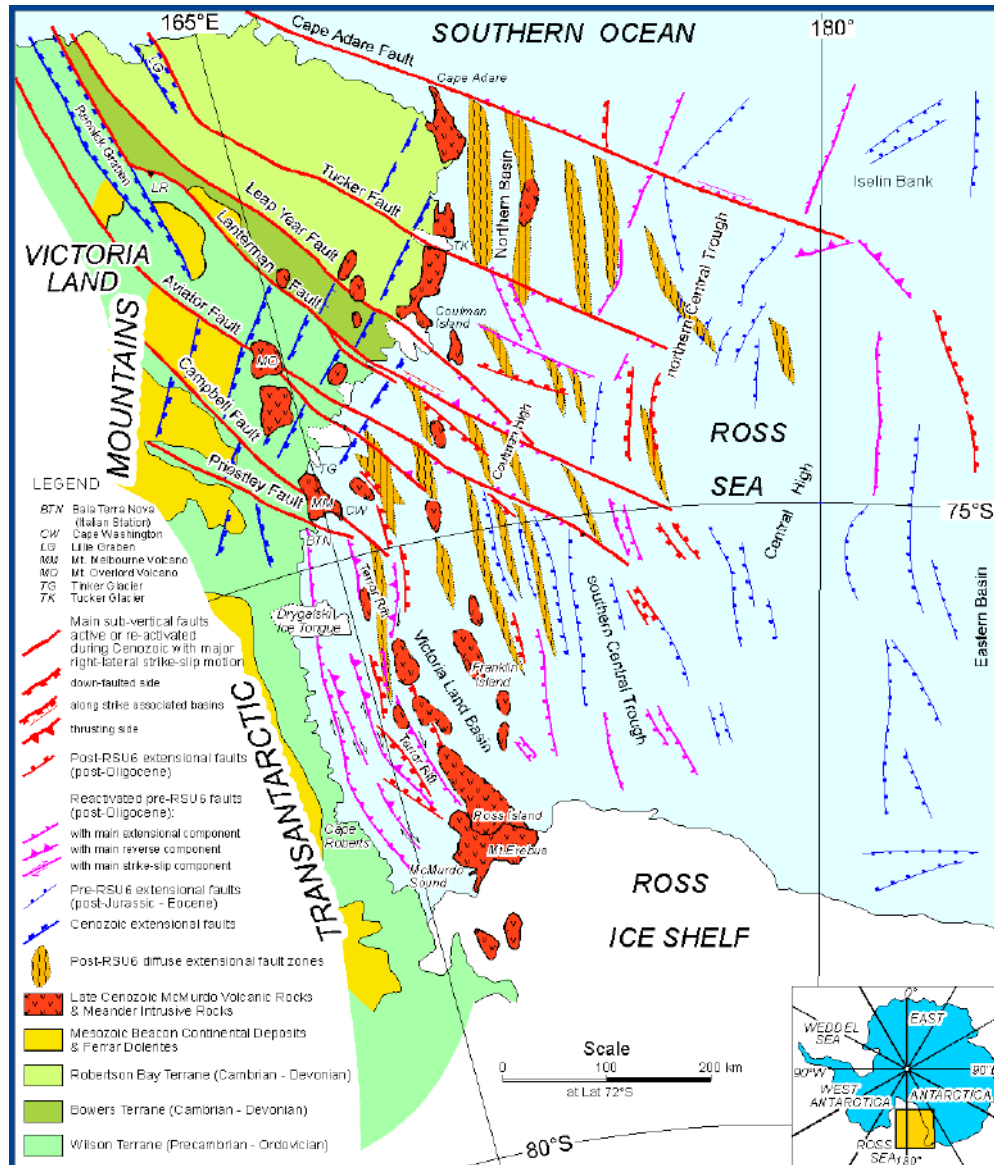 165°E
SOUTHERN OCEAN
180°
Cape Adare Fault
Cape Adare
LG
Rennick Graben
LR
Tucker Fault
Leap Year Fault
Lanterman Fault
Northern Basin
Iselin Bank
TK
VICTORIA
LAND
Coulman
Island
northern Central Trough
Aviator Fault
MO
MOUNTAINS
Campbell Fault
Coulman High
ROSS
SEA
Priestley Fault
TG
MM
CW
Central High
75°S
BTN
Terror Rift
Drygalski
Ice Tongue
southern Central Trough
Eastern Basin
Victoria Land Basin
Franklin
Island
TRANSANTARCTIC
Terror Rift
Ross Island
Cape
Roberts
Mt.Erebus
McMurdo
Sound
ROSS
ICE SHELF
LEGEND
BTN Baia Terra Nova
(Italian Station)
CW Cape Washington
LG Lillie Graben
MM Mt. Melbourne Volcano
MO Mt. Overlord Volcano
TG Tinker Glacier
TK Tucker Glacier
Main sub-vertical faults
active or re-activated
during Cenozoic with major
right-lateral strike-slip motion
down-faulted side
along strike associated basins
thrusting side
Post-RSU6 extensional faults
(post-Oligocene)
Reactivated pre-RSU6 faults
(post-Oligocene):
with main extensional component
with main reverse component
with main strike-slip component
Pre-RSU6 extensional faults
(post-Jurassic - Eocene)
Cenozoic extensional faults
Post-RSU6 diffuse extensional fault zones
Late Cenozoic McMurdo Volcanic Rocks
& Meander Intrusive Rocks
Mesozoic Beacon Continental Deposits
& Ferrar Dolentes
Robertson Bay Terrane (Cambrian - Devonian)
Bowers Terrane (Cambrian - Devonian)
Wilson Terrane (Precambrian - Ordovician)
Scale
0 100 200 km
at Lat 72°S
80°S
0°
WEDDEL
SEA
EAST
90°W
90°E
WEST
ANTARCTICA
ANTARCTICA
ROSS
SEA
180°